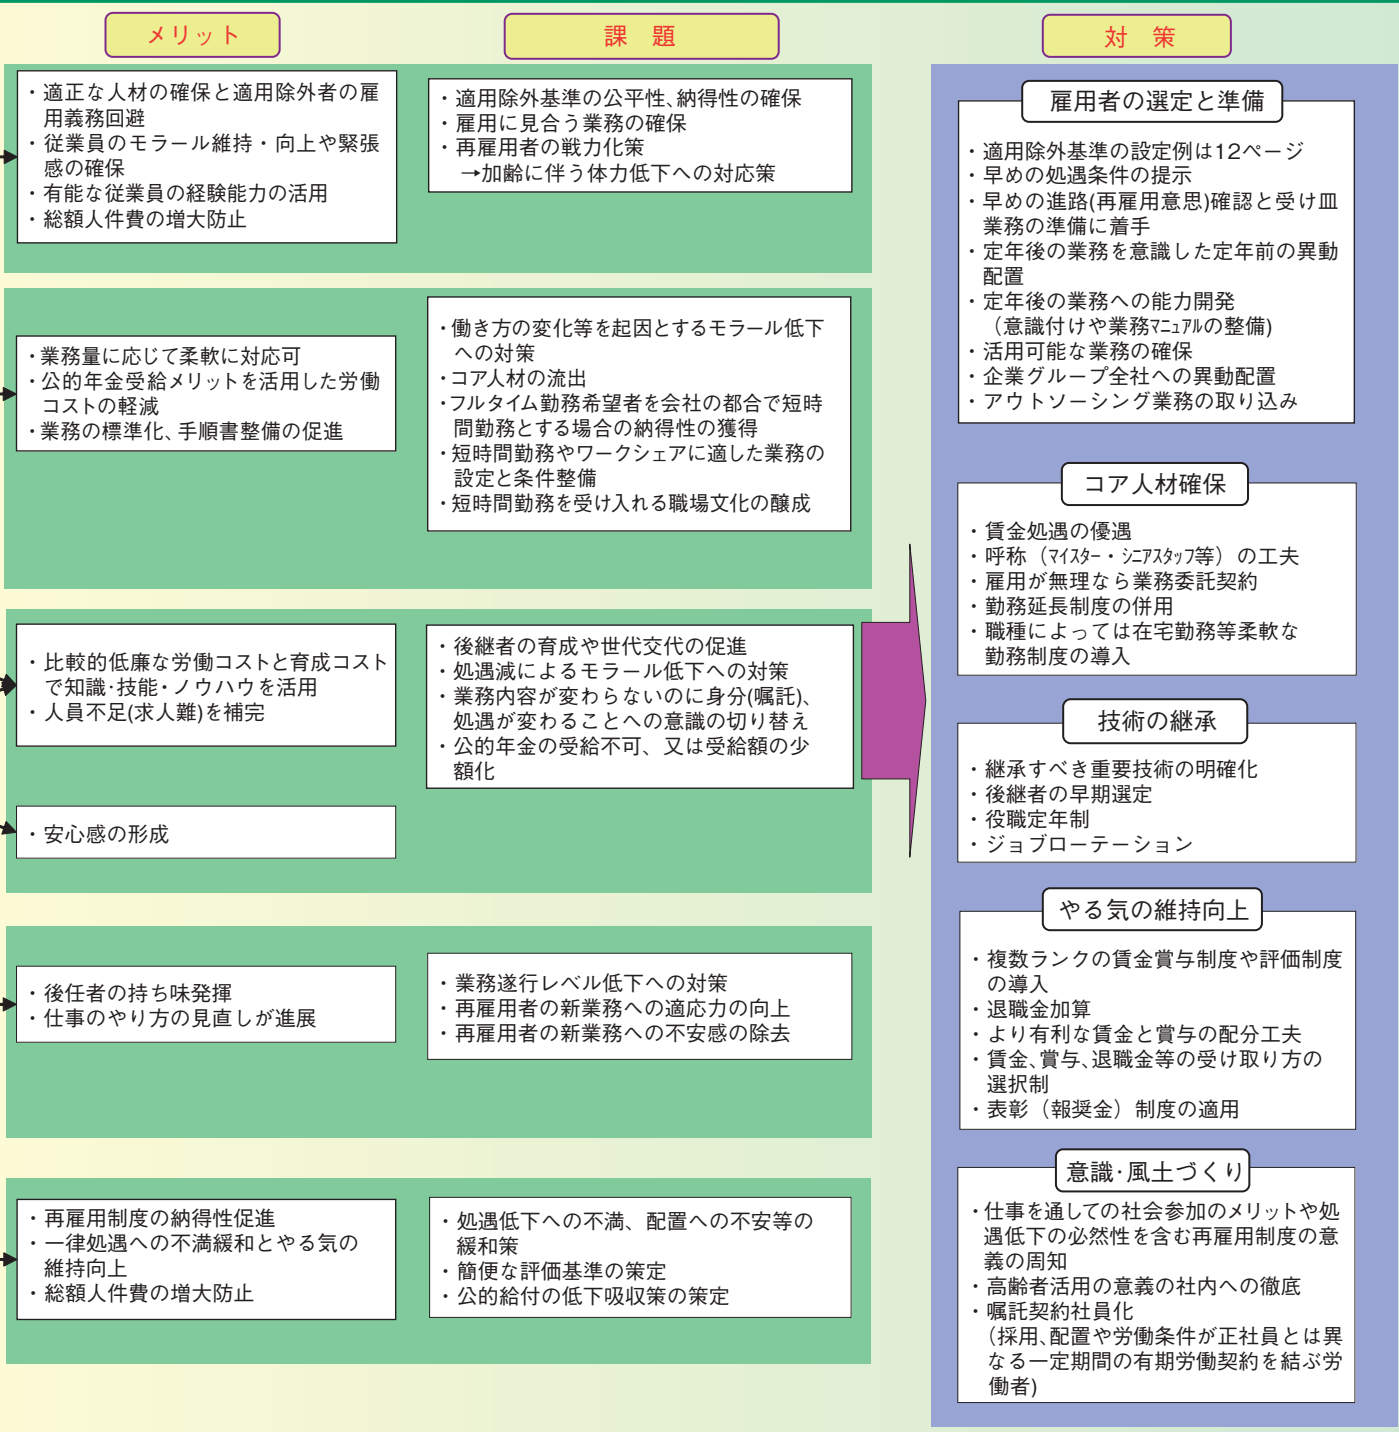 メリット
課　題
対　策
・適正な人材の確保と適用除外者の雇
用義務回避
・従業員のモラール維持・向上や緊張
感の確保
・有能な従業員の経験能力の活用
・総額人件費の増大防止
・適用除外基準の公平性、納得性の確保
・雇用に見合う業務の確保
・再雇用者の戦力化策
→加齢に伴う体力低下への対応策
・業務量に応じて柔軟に対応可
・公的年金受給メリットを活用した労働
コストの軽減
・業務の標準化、手順書整備の促進
・働き方の変化等を起因とするモラール低下
への対策
・コア人材の流出
・フルタイム勤務希望者を会社の都合で短時
間勤務とする場合の納得性の獲得
・短時間勤務やワークシェアに適した業務の
設定と条件整備
・短時間勤務を受け入れる職場文化の醸成
・比較的低廉な労働コストと育成コスト
で知識・技能・ノウハウを活用
・人員不足(求人難)を補完
・安心感の形成
・後継者の育成や世代交代の促進
・処遇減によるモラール低下への対策
・業務内容が変わらないのに身分(嘱託)、
処遇が変わることへの意識の切り替え
・公的年金の受給不可、又は受給額の少
額化
・後任者の持ち味発揮
・仕事のやり方の見直しが進展
・業務遂行レベル低下への対策
・再雇用者の新業務への適応力の向上
・再雇用者の新業務への不安感の除去
・再雇用制度の納得性促進
・一律処遇への不満緩和とやる気の
維持向上
・総額人件費の増大防止
・処遇低下への不満、配置への不安等の
緩和策
・簡便な評価基準の策定
・公的給付の低下吸収策の策定
雇用者の選定と準備
・適用除外基準の設定例は12ページ
・早めの処遇条件の提示
・早めの進路(再雇用意思)確認と受け皿
業務の準備に着手
・定年後の業務を意識した定年前の異動
配置
・定年後の業務への能力開発
（意識付けや業務ﾏﾆｭｱﾙの整備)
・活用可能な業務の確保
・企業グループ全社への異動配置
・アウトソーシング業務の取り込み
コア人材確保
・賃金処遇の優遇
・呼称（ﾏｲｽﾀｰ・ｼﾆｱｽﾀｯﾌ等）の工夫
・雇用が無理なら業務委託契約
・勤務延長制度の併用
・職種によっては在宅勤務等柔軟な
勤務制度の導入
技術の継承
・継承すべき重要技術の明確化
・後継者の早期選定
・役職定年制
・ジョブローテーション
やる気の維持向上
・複数ランクの賃金賞与制度や評価制度
の導入
・退職金加算
・より有利な賃金と賞与の配分工夫
・賃金、賞与、退職金等の受け取り方の
選択制
・表彰（報奨金）制度の適用
意識・風土づくり
・仕事を通しての社会参加のメリットや処
遇低下の必然性を含む再雇用制度の意
義の周知
・高齢者活用の意義の社内への徹底
・嘱託契約社員化
（採用、配置や労働条件が正社員とは異
なる一定期間の有期労働契約を結ぶ労
働者)